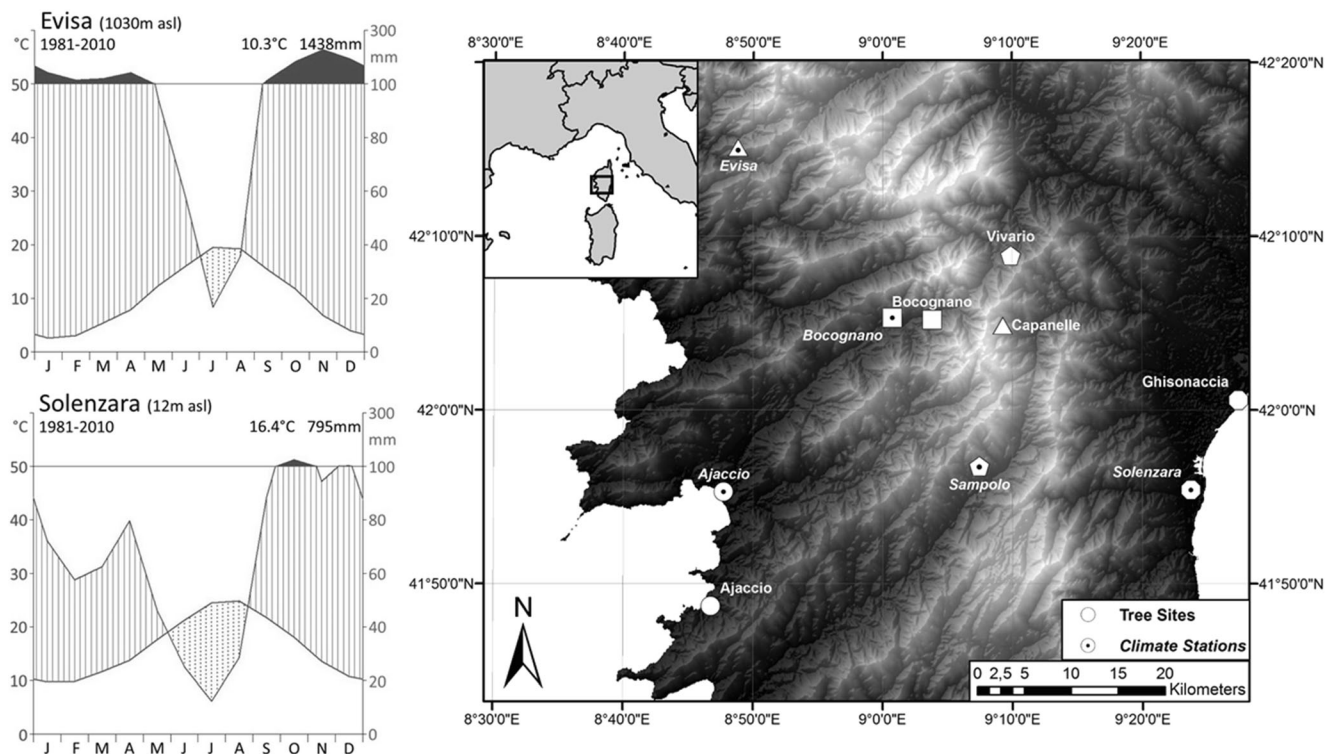 Evisa (1030m asl)
°C 1981-2010 10.3°C 1438mm 300
mm
50 100
40 80
30 60
20 40
10 20
0 0
J F M A M J J A S O N D
Solenzara (12m asl)
°C 1981-2010 16.4°C 795mm 300
mm
50 100
40 80
30 60
20 40
10 20
0 0
J F M A M J J A S O N D
8°30'0"E 8°40'0"E 8°50'0"E 9°0'0"E 9°10'0"E 9°20'0"E
42°20'0"N
Evisa
42°10'0"N Vivario 42°10'0"N
Bocognano
Bocognano Capanelle
Ghisonaccia
42°0'0"N 42°0'0"N
Ajaccio Sampolo Solenzara
41°50'0"N Ajaccio 41°50'0"N
N
Tree Sites
Climate Stations
0 2,5 5 10 15 20
Kilometers
8°30'0"E 8°40'0"E 8°50'0"E 9°0'0"E 9°10'0"E 9°20'0"E